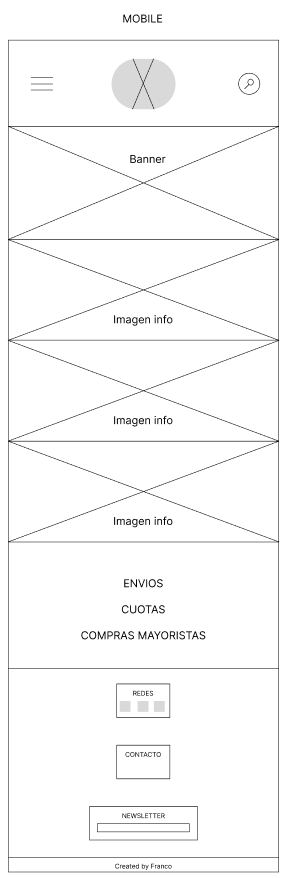 MOBILE
Banner
Imagen info
Imagen info
Imagen info
ENVIOS
CUOTAS
COMPRAS MAYORISTAS
REDES
CONTACTO
NEWSLETTER
Created by Franco